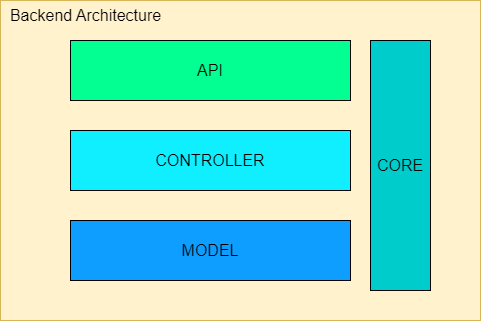 Backend Architecture
API
CONTROLLER
CORE
MODEL